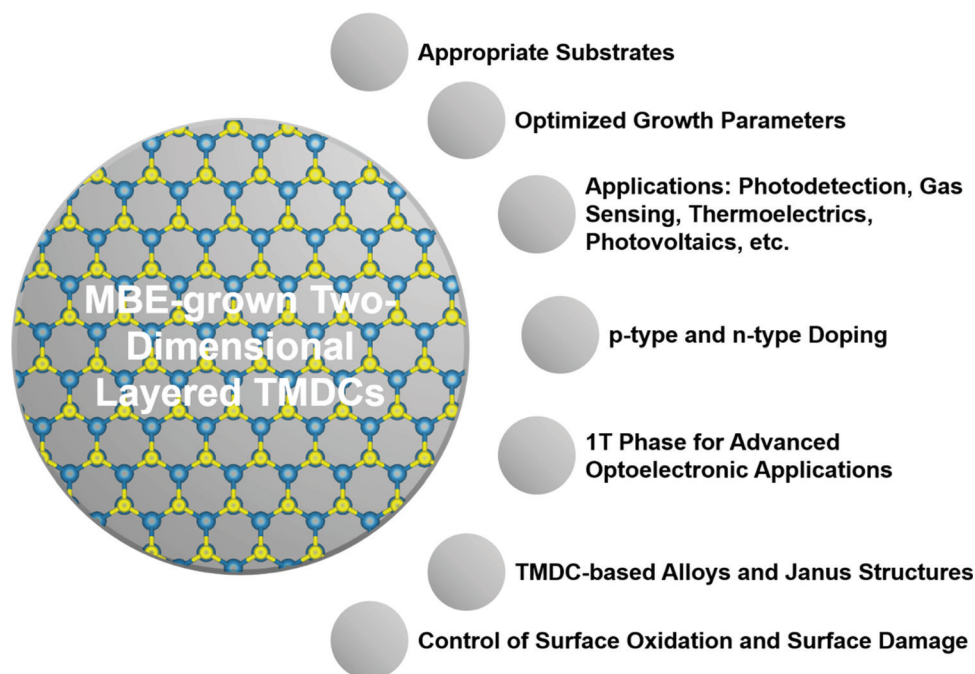 Appropriate Substrates
Optimized Growth Parameters
Applications: Photodetection, Gas
Sensing, Thermoelectrics,
Photovoltaics, etc.
MBE-grown Two-
Dimensional
Layered TMDCs
p-type and n-type Doping
1T Phase for Advanced
Optoelectronic Applications
TMDC-based Alloys and Janus Structures
Control of Surface Oxidation and Surface Damage